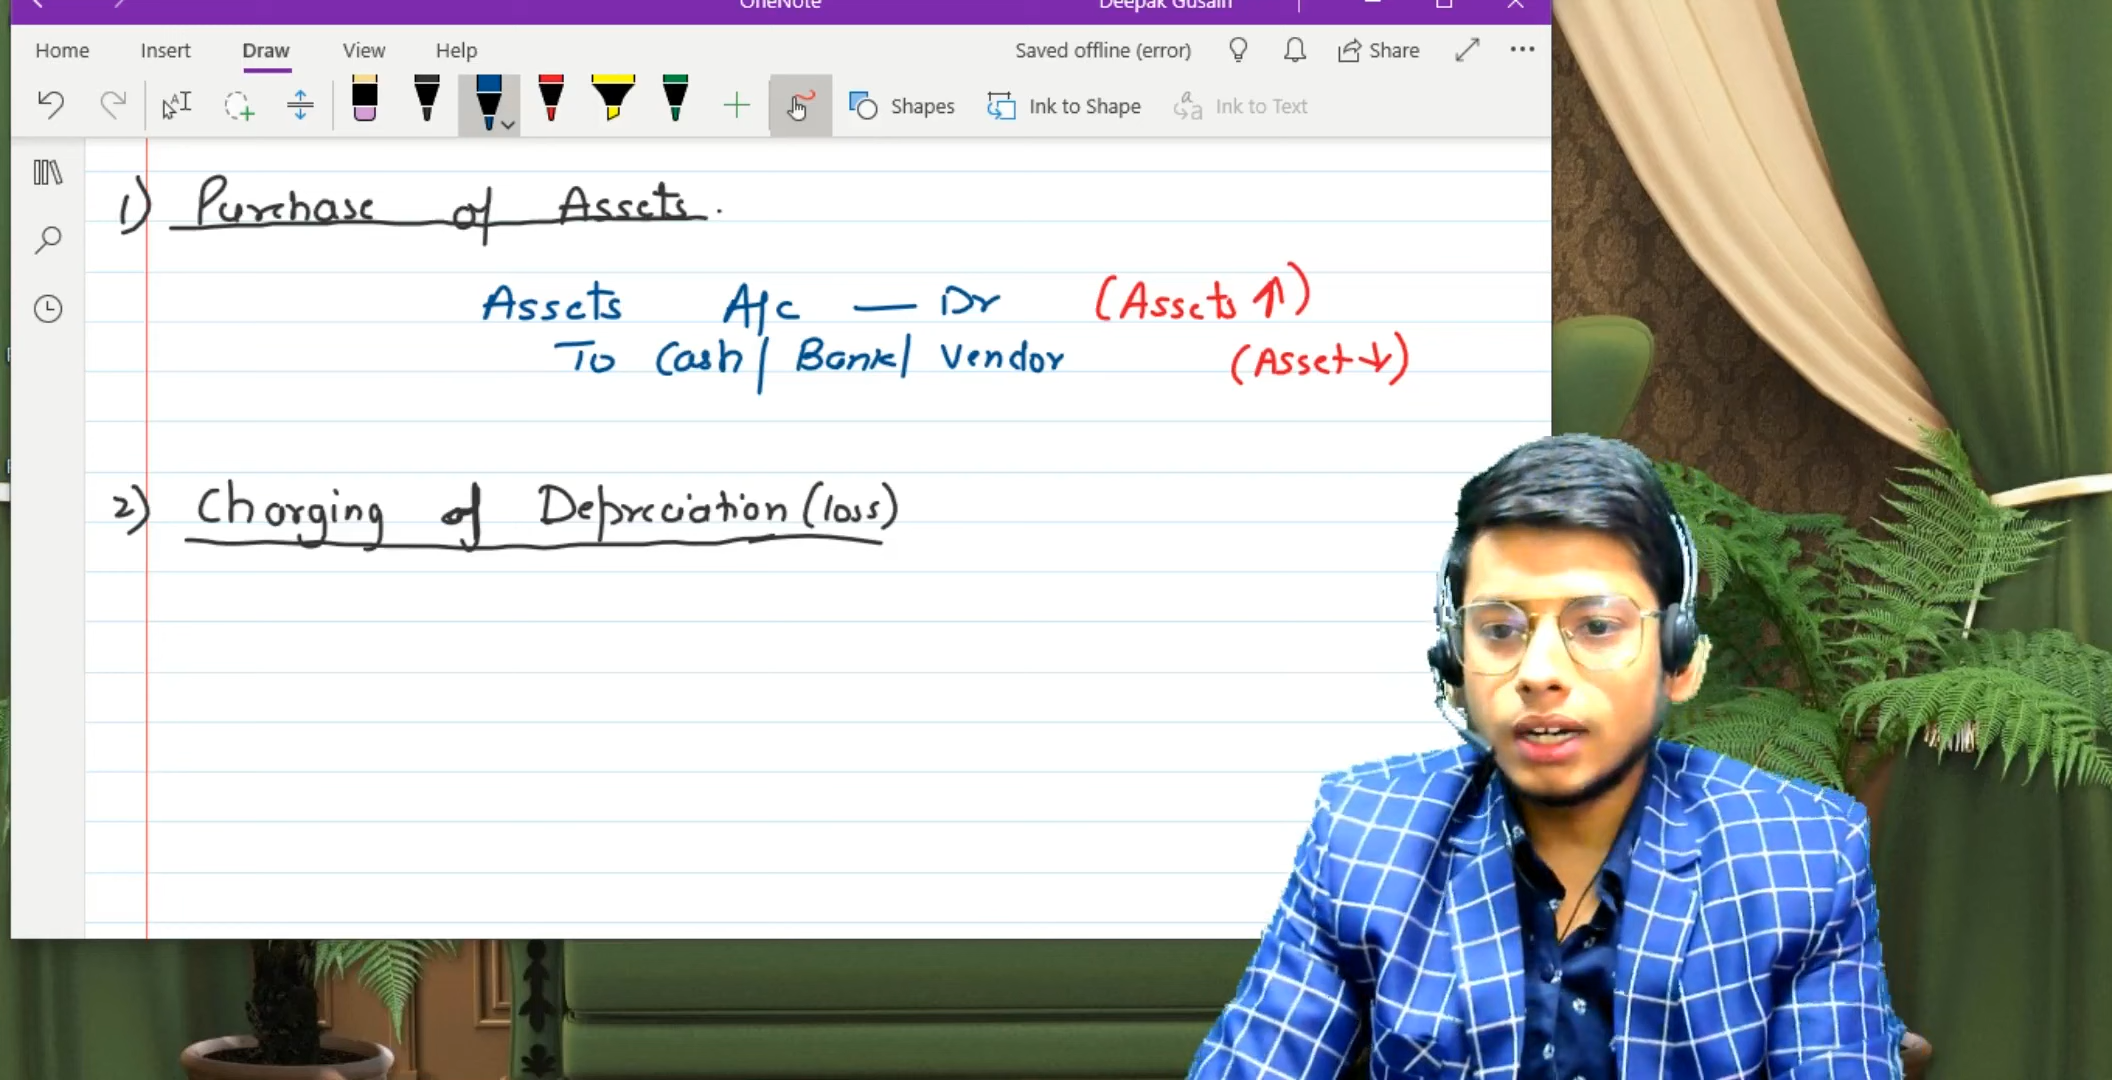 OneNote
Deepak Gusain
Home Insert Draw View Help Saved offline (error) Share
Shapes Ink to Shape Ink to Text
1) Purchase of Assets.
Assets A/c — Dr (Assets ↑)
To Cash/ Bank/ Vendor (Asset ↓)
2) Charging of Depreciation (loss)